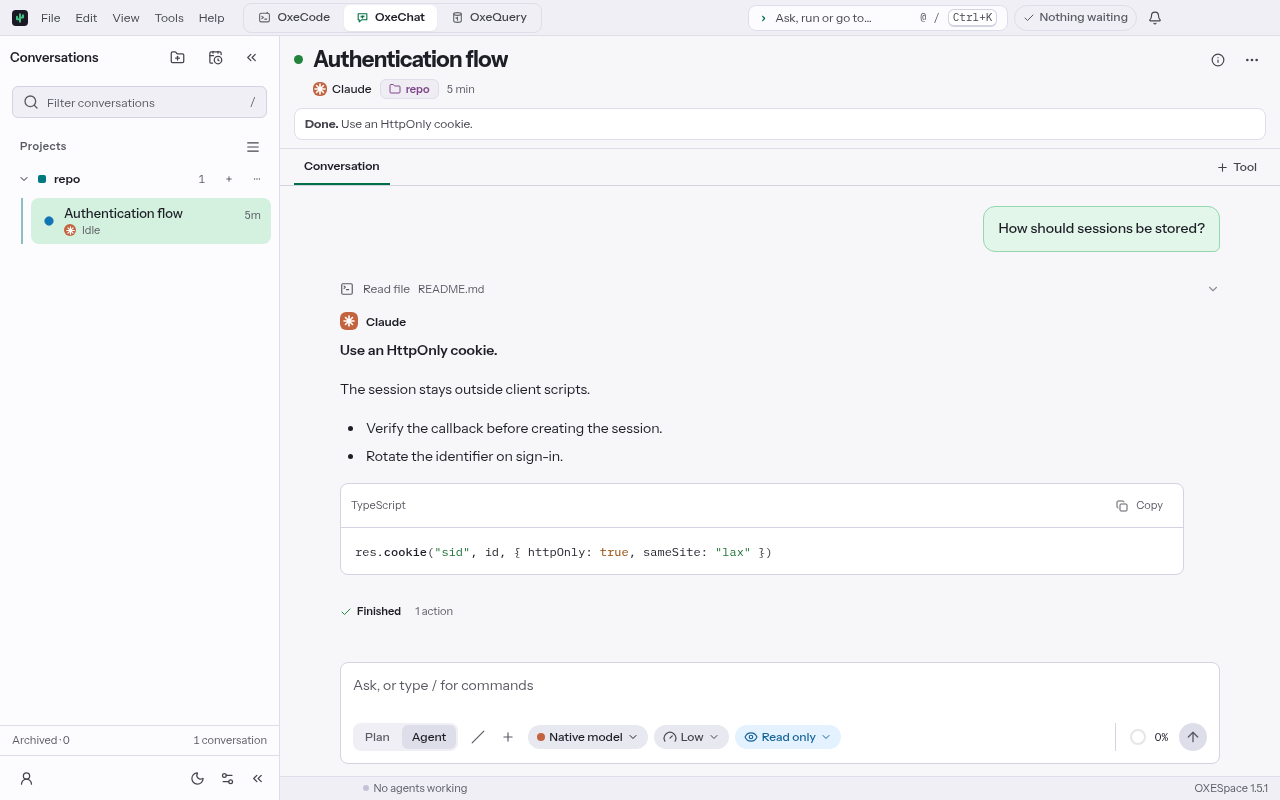 File Edit View Tools Help
OxeCode OxeChat OxeQuery
Ask, run or go to... @ / Ctrl+K
Nothing waiting
Conversations
Filter conversations /
Projects
repo 1 + ...
Authentication flow 5m
Idle
Archived · 0 1 conversation
Authentication flow
Claude repo 5 min
Done. Use an HttpOnly cookie.
Conversation + Tool
How should sessions be stored?
Read file README.md
Claude
Use an HttpOnly cookie.
The session stays outside client scripts.
• Verify the callback before creating the session.
• Rotate the identifier on sign-in.
TypeScript Copy
res.cookie("sid", id, { httpOnly: true, sameSite: "lax" })
Finished 1 action
Ask, or type / for commands
Plan Agent / + Native model Low Read only 0%
No agents working OXESpace 1.5.1